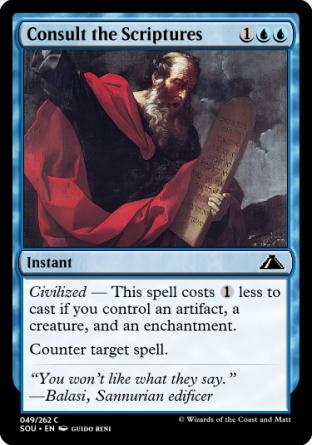 Consult the Scriptures 1
Instant
Civilized — This spell costs 1 less to
cast if you control an artifact, a
creature, and an enchantment.
Counter target spell.
“You won’t like what they say.”
—Balasi, Sannurian edificer
049/262 C
SOU • EN GUIDO RENI
© Wizards of the Coast and Matt